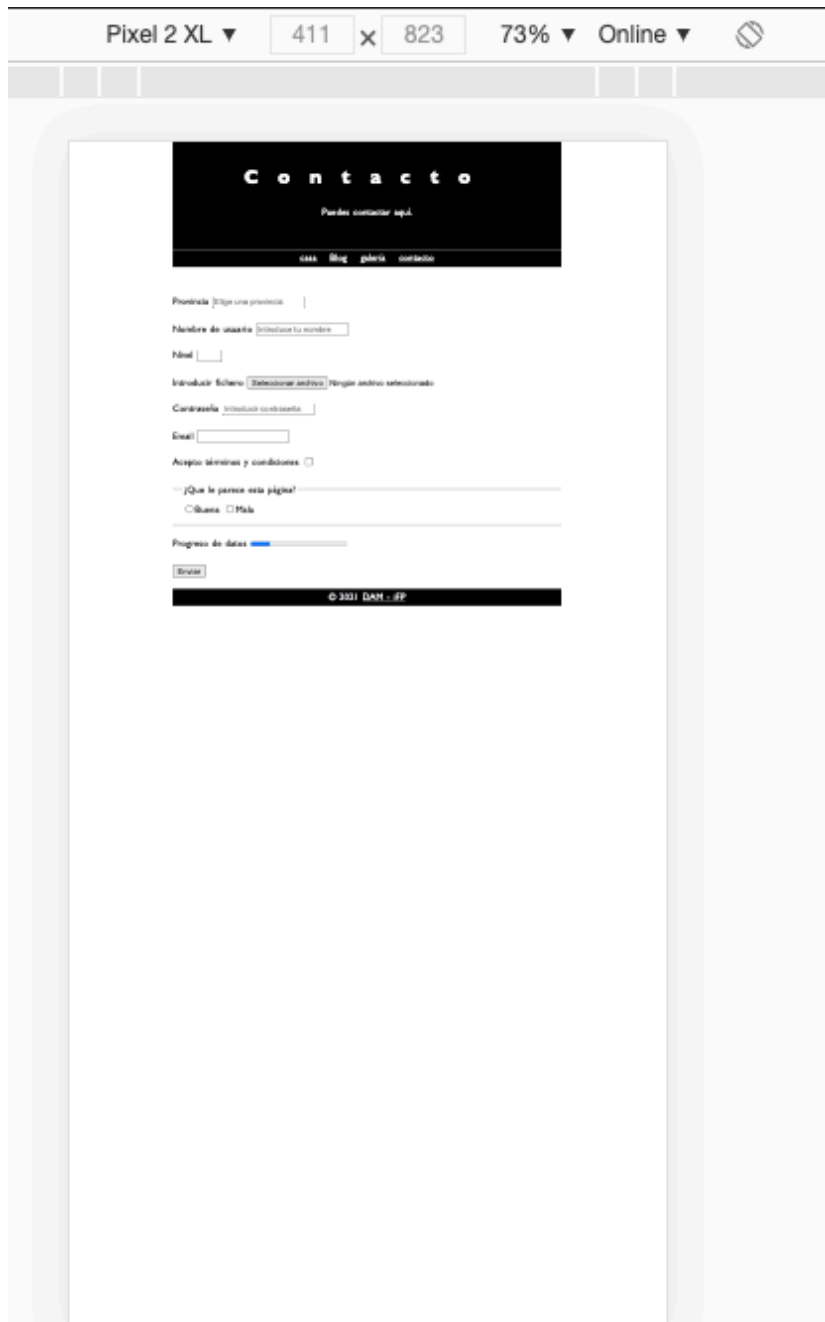 Pixel 2 XL ▼ 411 × 823 73% ▼ Online ▼
Contacto
Puedes contactar aquí.
casa Blog galería contacto
Provincia Elige una provincia
Nombre de usuario Introduce tu nombre
Nivel
Introducir fichero Seleccionar archivo Ningún archivo seleccionado
Contraseña Introducir contraseña
Email
Acepto términos y condiciones
¿Que le parece esta página?
Buena Mala
Progreso de datos
Enviar
© 2021 DAM - iFP